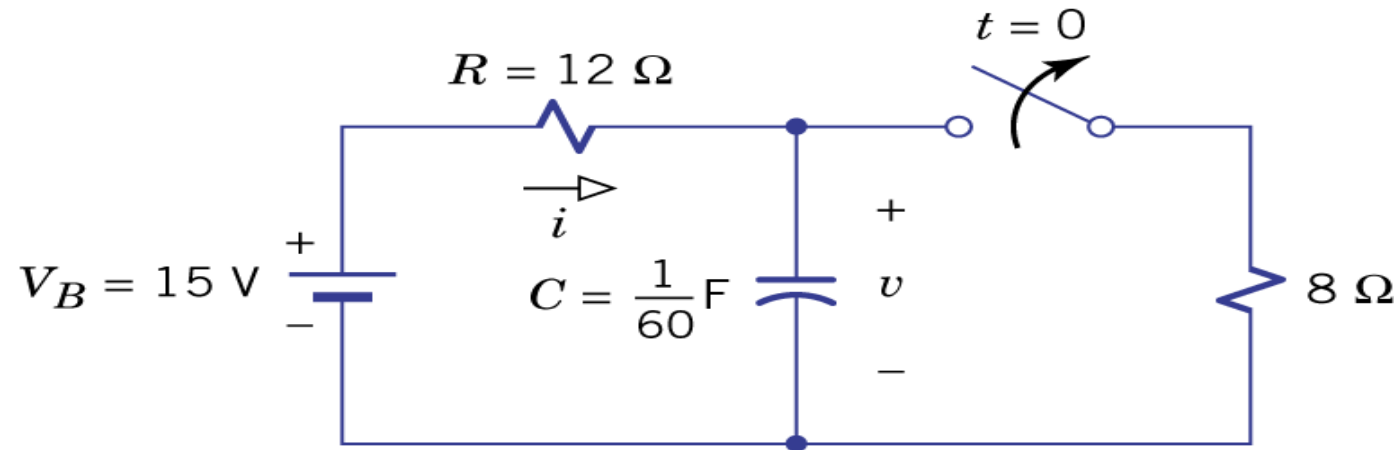 t = 0
R = 12 Ω
i
+
V_B = 15 V
−
C = 1/60 F
+
v
−
8 Ω